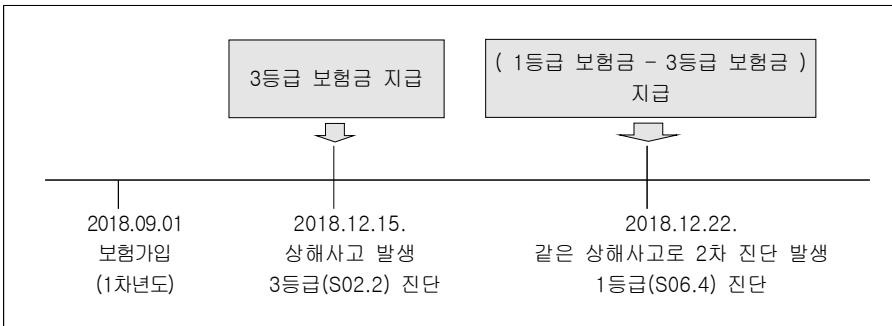 3등급 보험금 지급
( 1등급 보험금 - 3등급 보험금 )
지급
2018.09.01
보험가입
(1차년도)
2018.12.15.
상해사고 발생
3등급(S02.2) 진단
2018.12.22.
같은 상해사고로 2차 진단 발생
1등급(S06.4) 진단